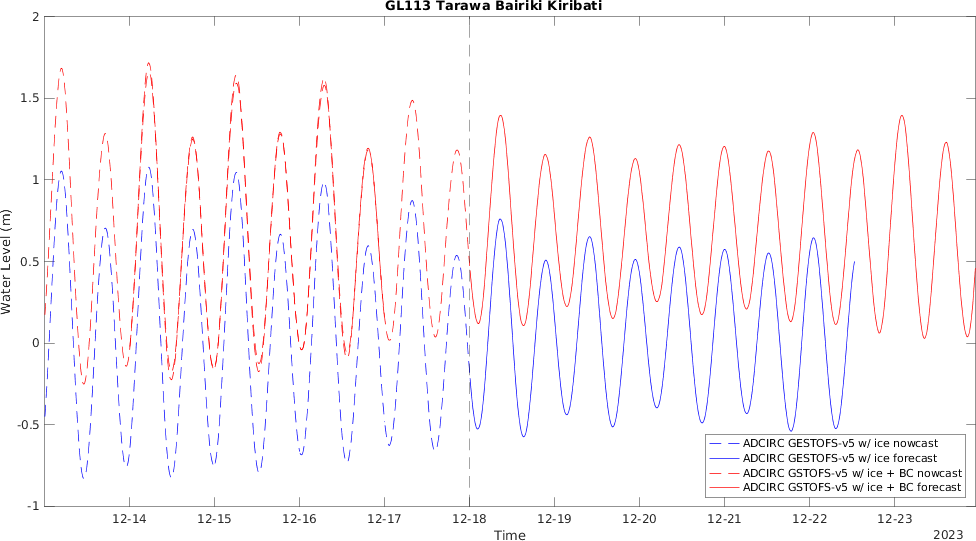 GL113 Tarawa Bairiki Kiribati
2
1.5
1
0.5
0
-0.5
-1
Water Level (m)
ADCIRC GESTOFS-v5 w/ ice nowcast
ADCIRC GESTOFS-v5 w/ ice forecast
ADCIRC GSTOFS-v5 w/ ice + BC nowcast
ADCIRC GSTOFS-v5 w/ ice + BC forecast
12-14 12-15 12-16 12-17 12-18 12-19 12-20 12-21 12-22 12-23
Time
2023